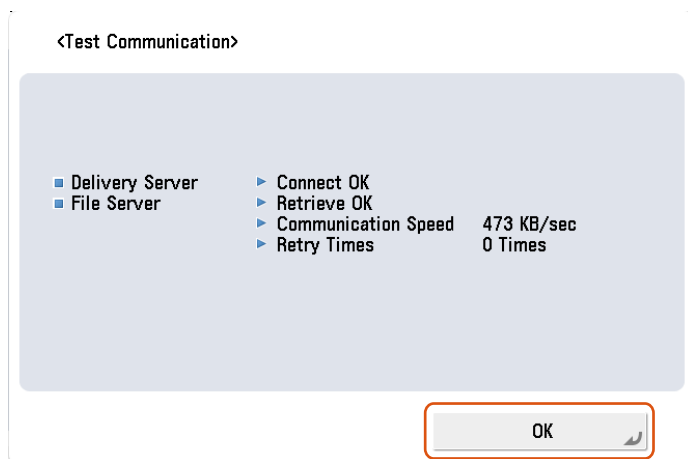 <Test Communication>
Delivery Server Connect OK
File Server Retrieve OK
Communication Speed 473 KB/sec
Retry Times 0 Times
OK